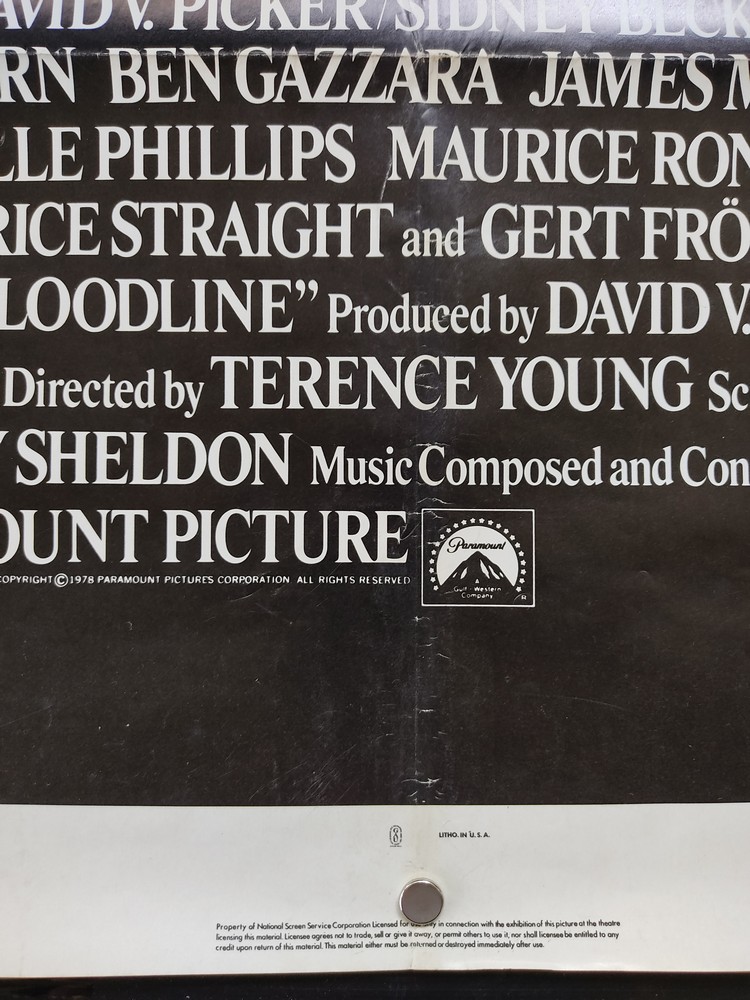 AVID V. PICKER/SIDNEY BECK
RN BEN GAZZARA JAMES M
LLE PHILLIPS MAURICE RON
RICE STRAIGHT and GERT FRÖ
LOODLINE” Produced by DAVID V.
Directed by TERENCE YOUNG Sc
Y SHELDON Music Composed and Con
OUNT PICTURE
COPYRIGHT © 1978 PARAMOUNT PICTURES CORPORATION ALL RIGHTS RESERVED
Paramount
A
Gulf+Western
Company
R
LITHO. IN U. S. A.
Property of National Screen Service Corporation Licensed for use only in connection with the exhibition of this picture at the theatre
licensing this material. Licensee agrees not to trade, sell or give it away, or permit others to use it, nor shall licensee be entitled to any
credit upon return of this material. This material either must be returned or destroyed immediately after use.